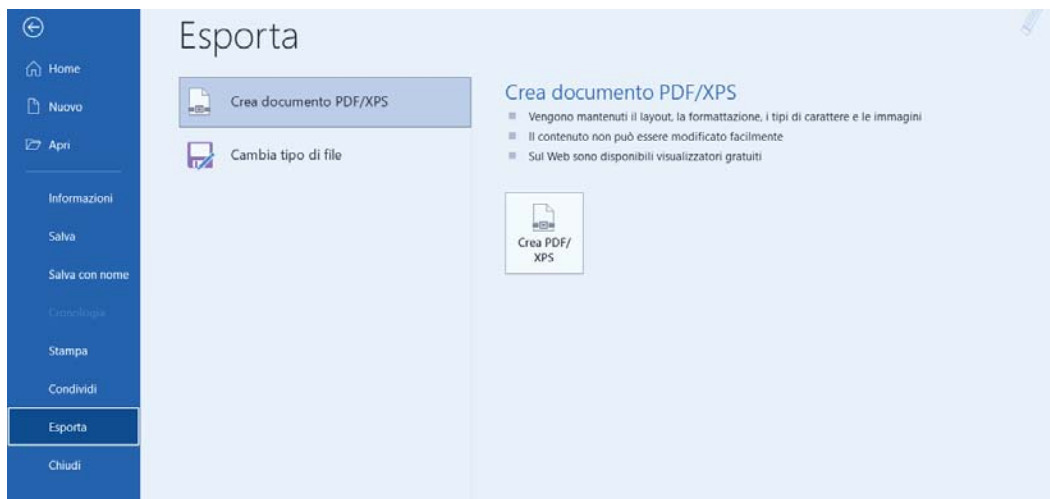 Esporta
Home
Nuovo
Apri
Informazioni
Salva
Salva con nome
Cronologia
Stampa
Condividi
Esporta
Chiudi
Crea documento PDF/XPS
Cambia tipo di file
Crea documento PDF/XPS
Vengono mantenuti il layout, la formattazione, i tipi di carattere e le immagini
Il contenuto non può essere modificato facilmente
Sul Web sono disponibili visualizzatori gratuiti
Crea PDF/
XPS